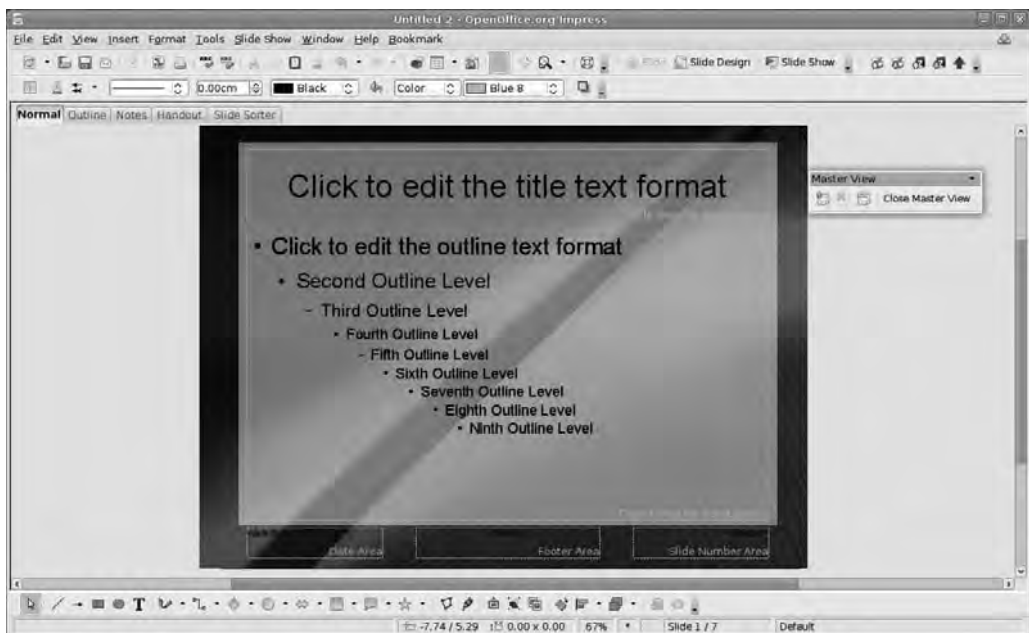 Untitled 2 - OpenOffice.org Impress
File Edit View Insert Format Tools Slide Show Window Help Bookmark
Slide Design Slide Show
0.00cm Black Color Blue 8
Normal Outline Notes Handout Slide Sorter
Click to edit the title text format
Master View
Close Master View
• Click to edit the outline text format
• Second Outline Level
– Third Outline Level
• Fourth Outline Level
– Fifth Outline Level
• Sixth Outline Level
• Seventh Outline Level
• Eighth Outline Level
• Ninth Outline Level
Date Area Footer Area Slide Number Area
-7.74 / 5.29 0.00 x 0.00 67% * Slide 1 / 7 Default